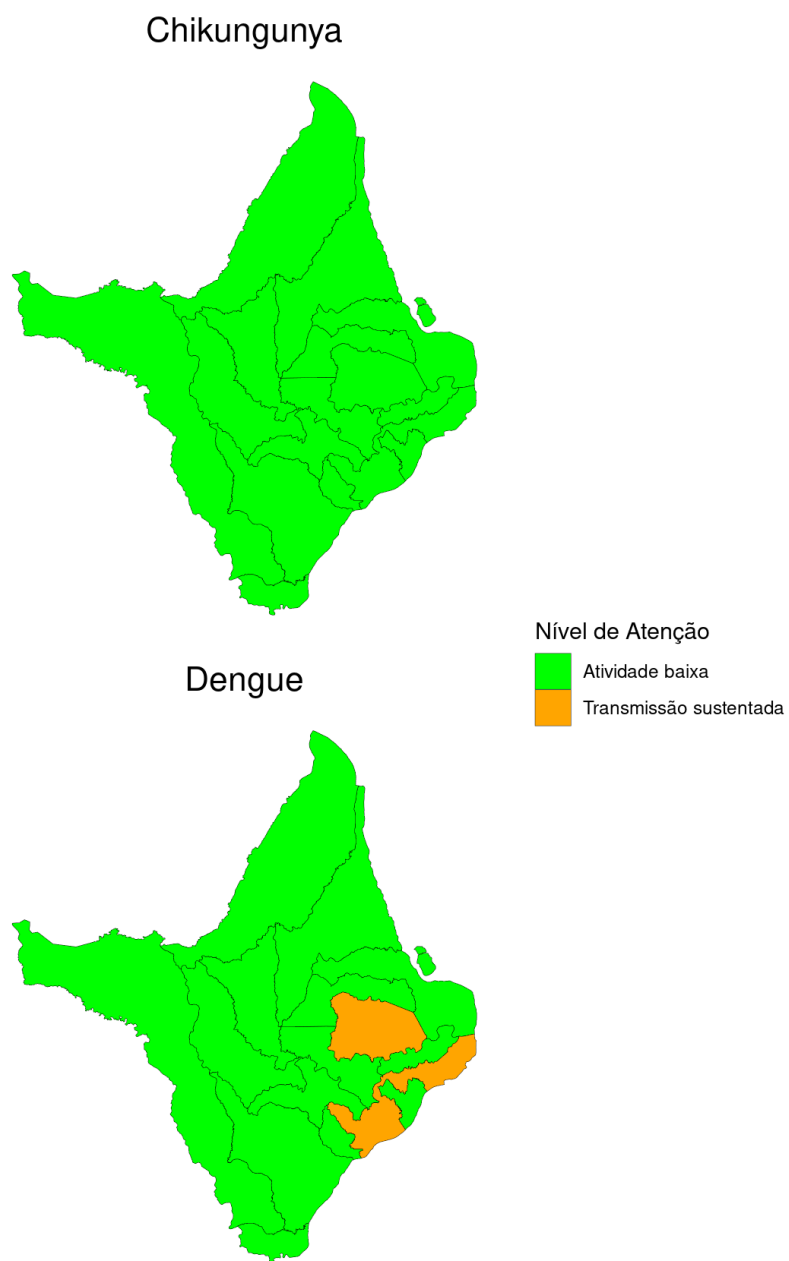 Chikungunya
Nível de Atenção
Atividade baixa
Transmissão sustentada
Dengue